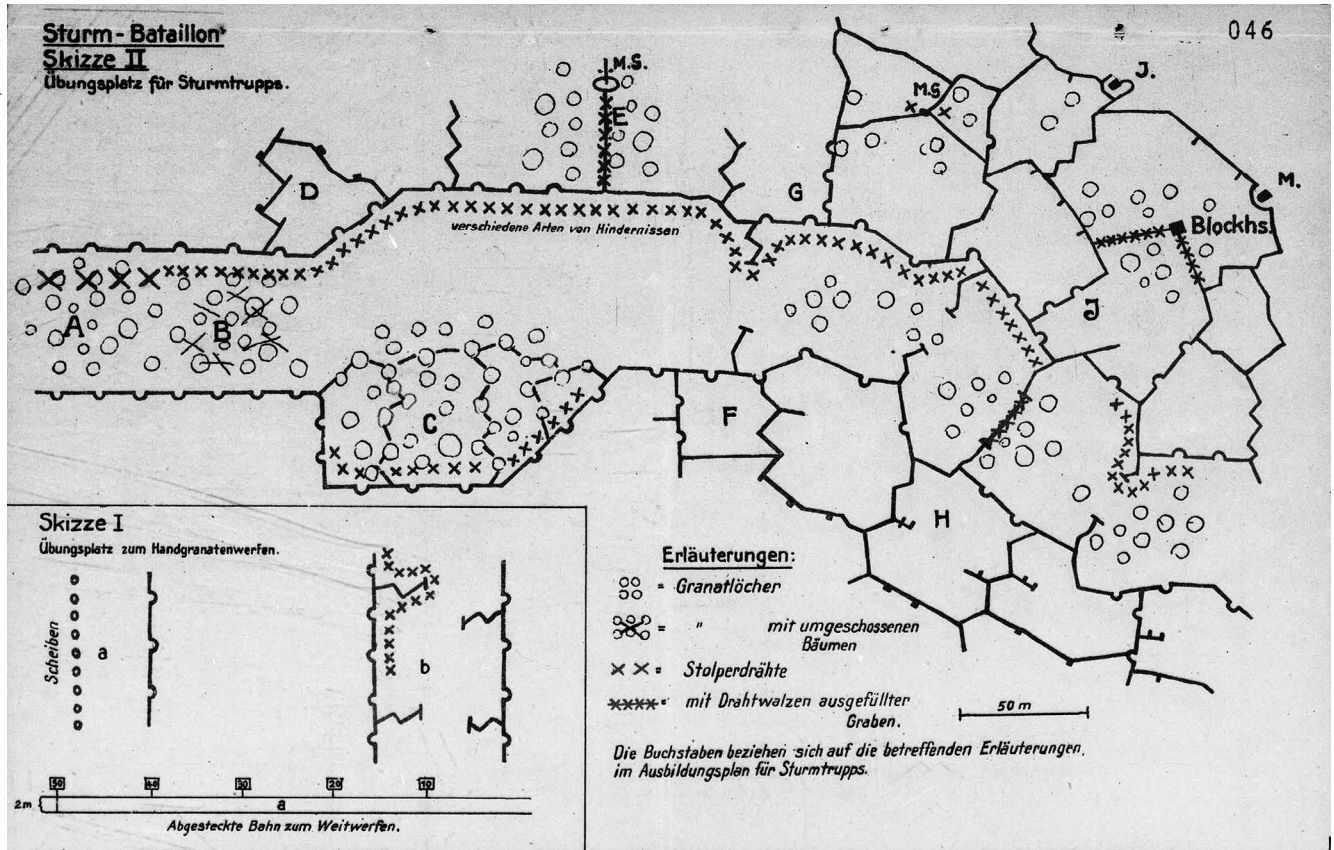 Sturm-Bataillon
Skizze II
Übungsplatz für Sturmtrupps.
046
M.G.
E
M.G
J.
D
G
M.
verschiedene Arten von Hindernissen
Blockhs.
A
B
J
C
F
H
Skizze I
Übungsplatz zum Handgranatenwerfen.
Scheiben
a
b
50
40
30
20
10
2m
a
Abgesteckte Bahn zum Weitwerfen.
Erläuterungen:
= Granatlöcher
= " mit umgeschossenen
Bäumen
= Stolperdrähte
= mit Drahtwalzen ausgefüllter
Graben.
50 m
Die Buchstaben beziehen sich auf die betreffenden Erläuterungen
im Ausbildungsplan für Sturmtrupps.